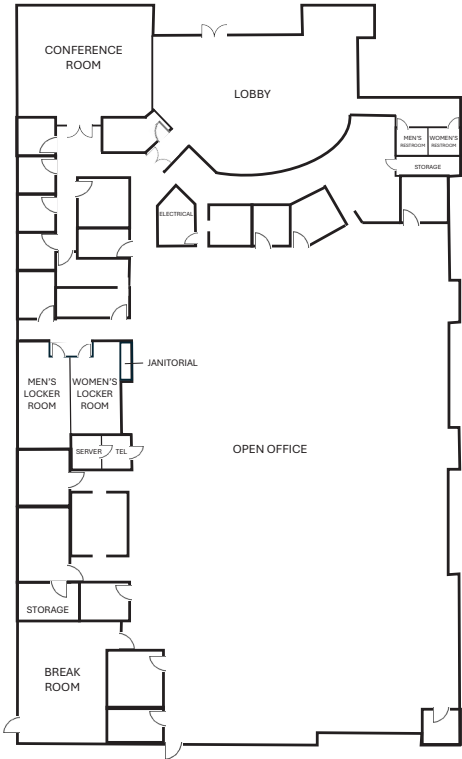 CONFERENCE
ROOM
LOBBY
MEN'S
RESTROOM
WOMEN'S
RESTROOM
STORAGE
ELECTRICAL
JANITORIAL
MEN'S
LOCKER
ROOM
WOMEN'S
LOCKER
ROOM
SERVER
TEL
OPEN OFFICE
STORAGE
BREAK
ROOM